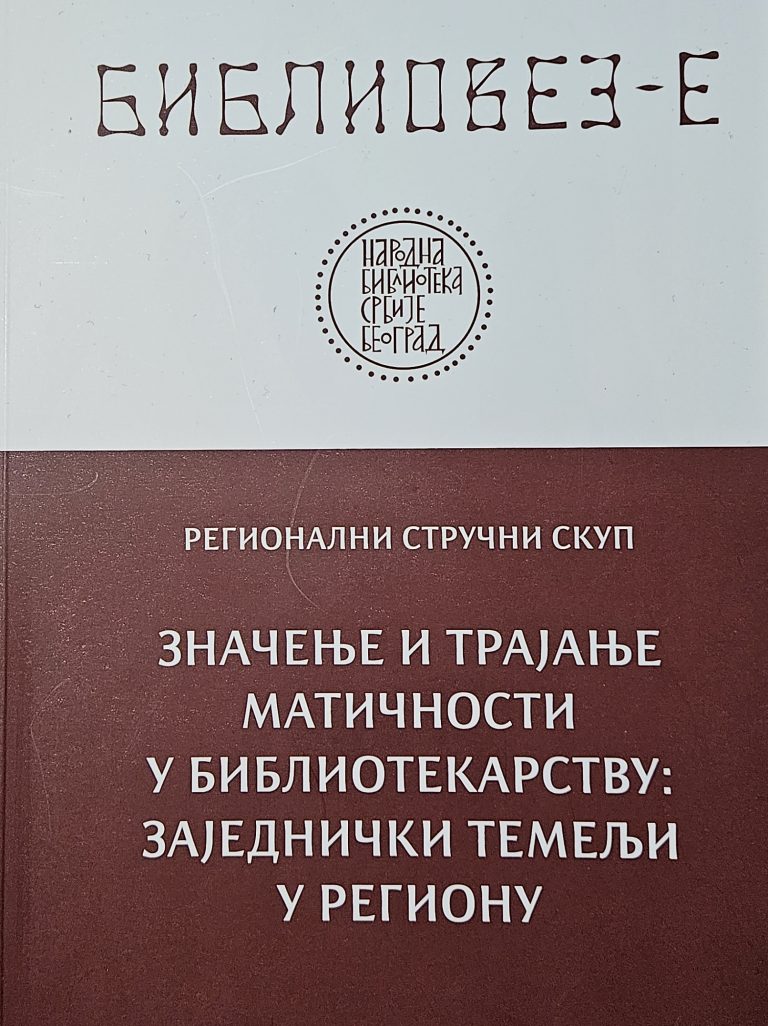 БИБЛИОВЕЗ-Е
НАРОДНА
БИБЛИОТЕКА
СРБИЈЕ
БЕОГРАД
РЕГИОНАЛНИ СТРУЧНИ СКУП
ЗНАЧЕЊЕ И ТРАЈАЊЕ
МАТИЧНОСТИ
У БИБЛИОТЕКАРСТВУ:
ЗАЈЕДНИЧКИ ТЕМЕЉИ
У РЕГИОНУ